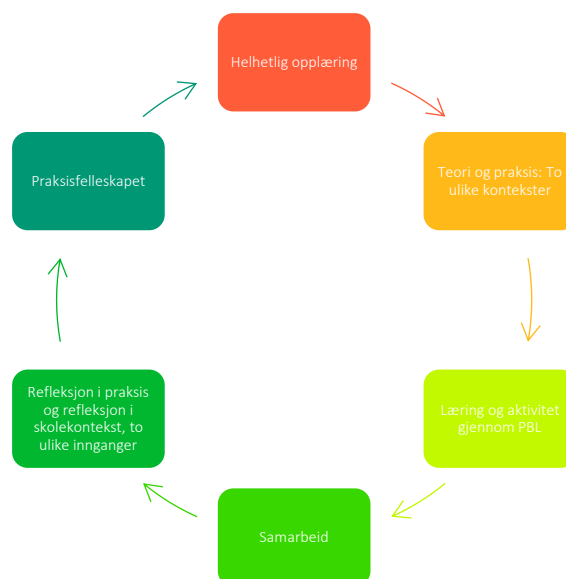 Helhetlig opplæring
Teori og praksis: To
ulike kontekster
Læring og aktivitet
gjennom PBL
Samarbeid
Refleksjon i praksis
og refleksjon i
skolekontekst, to
ulike innganger
Praksisfelleskapet